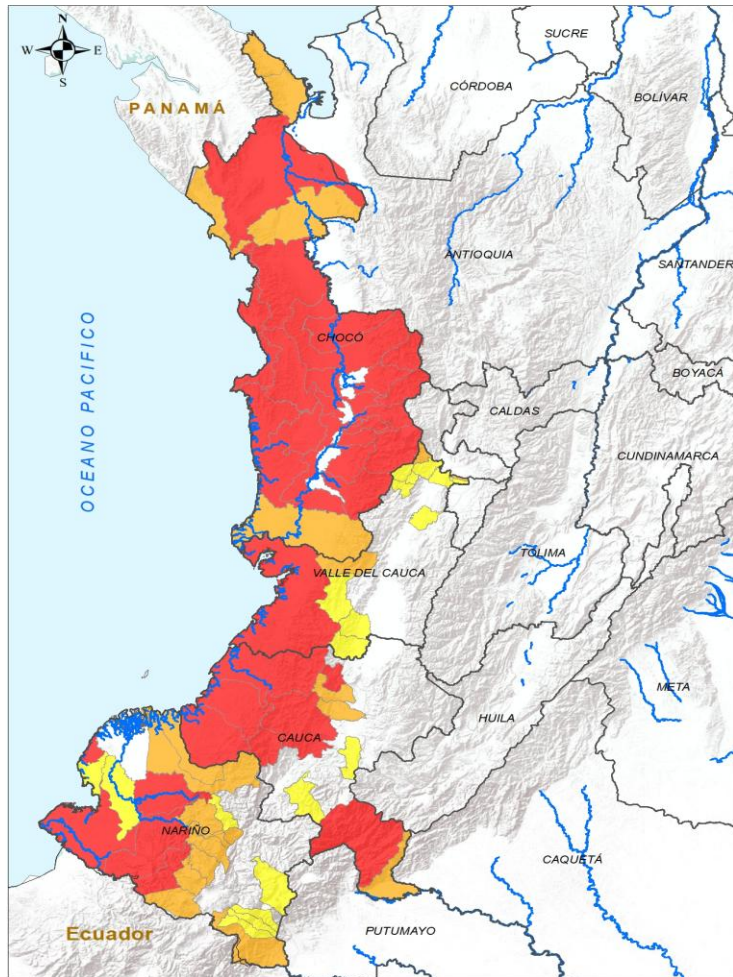 N
W E
S
SUCRE
CÓRDOBA
BOLÍVAR
PANAMÁ
ANTIOQUIA
SANTANDER
OCEANO PACIFICO
CHOCÓ
BOYACÁ
CALDAS
CUNDINAMARCA
TOLIMA
VALLE DEL CAUCA
META
HUILA
CAUCA
NARIÑO
CAQUETÁ
Ecuador
PUTUMAYO